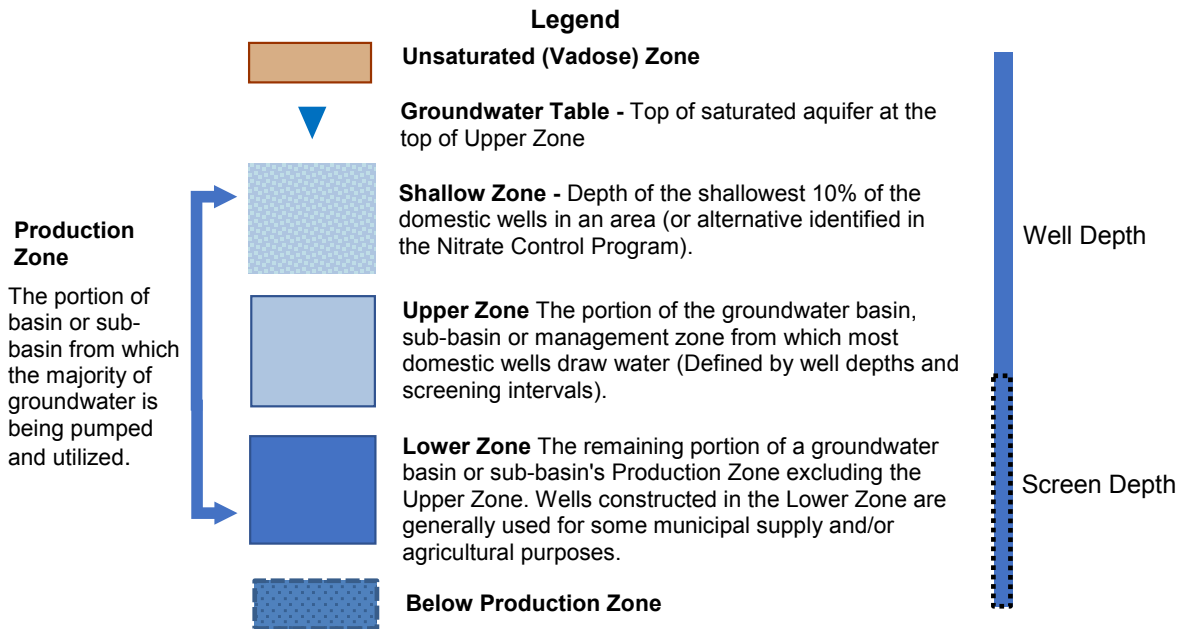 Legend
Unsaturated (Vadose) Zone
Groundwater Table - Top of saturated aquifer at the
top of Upper Zone
Shallow Zone - Depth of the shallowest 10% of the
domestic wells in an area (or alternative identified in
the Nitrate Control Program).
Production
Zone
The portion of
basin or sub-
basin from which
the majority of
groundwater is
being pumped
and utilized.
Upper Zone The portion of the groundwater basin,
sub-basin or management zone from which most
domestic wells draw water (Defined by well depths and
screening intervals).
Lower Zone The remaining portion of a groundwater
basin or sub-basin's Production Zone excluding the
Upper Zone. Wells constructed in the Lower Zone are
generally used for some municipal supply and/or
agricultural purposes.
Below Production Zone
Well Depth
Screen Depth